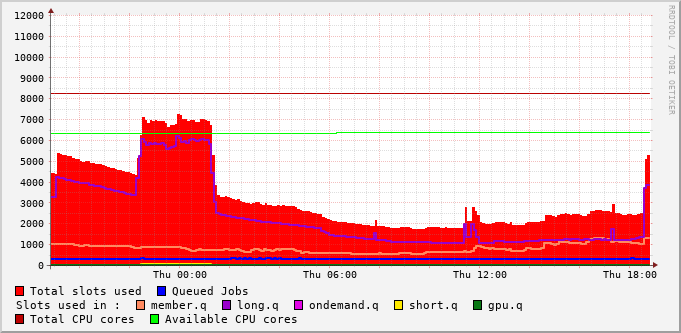 12000
11000
10000
9000
8000
7000
6000
5000
4000
3000
2000
1000
0
Thu 00:00 Thu 06:00 Thu 12:00 Thu 18:00
Total slots used Queued Jobs
Slots used in : member.q long.q ondemand.q short.q gpu.q
Total CPU cores Available CPU cores
RRDTOOL / TOBI OETIKER